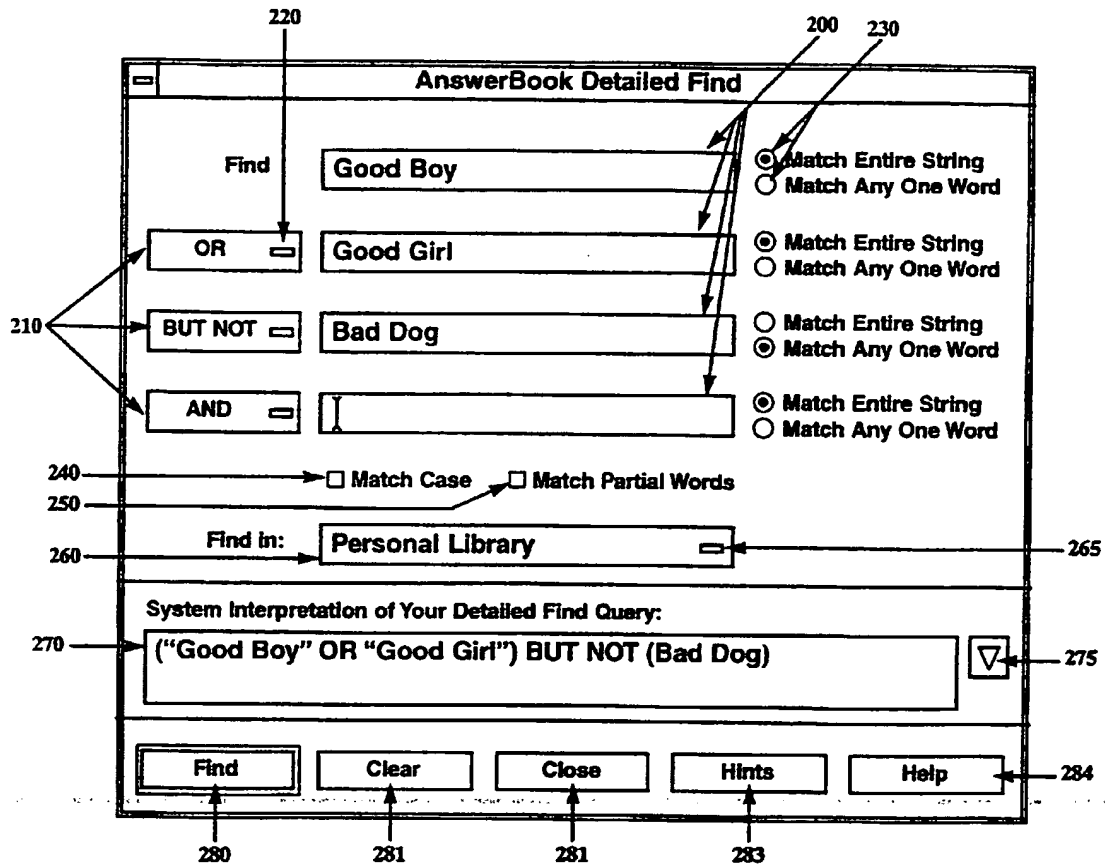 220
200
230
AnswerBook Detailed Find
Find
Good Boy
Match Entire String
Match Any One Word
OR
Good Girl
Match Entire String
Match Any One Word
210
BUT NOT
Bad Dog
Match Entire String
Match Any One Word
AND
Match Entire String
Match Any One Word
240
Match Case
Match Partial Words
250
Find in:
Personal Library
260
265
System Interpretation of Your Detailed Find Query:
270
("Good Boy" OR "Good Girl") BUT NOT (Bad Dog)
275
Find
Clear
Close
Hints
Help
284
280
281
281
283